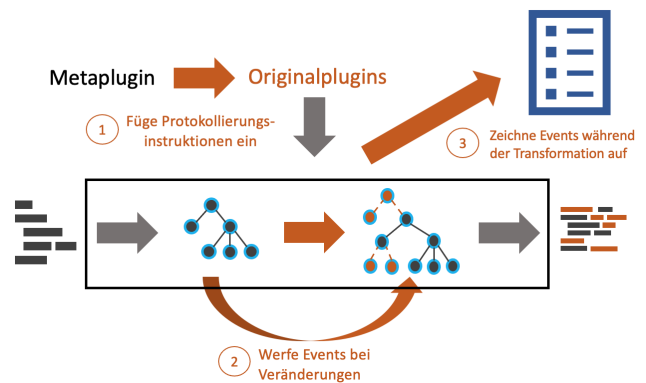 Metaplugin
Originalplugins
1
Füge Protokollierungs-
instruktionen ein
3
Zeichne Events während
der Transformation auf
2
Werfe Events bei
Veränderungen